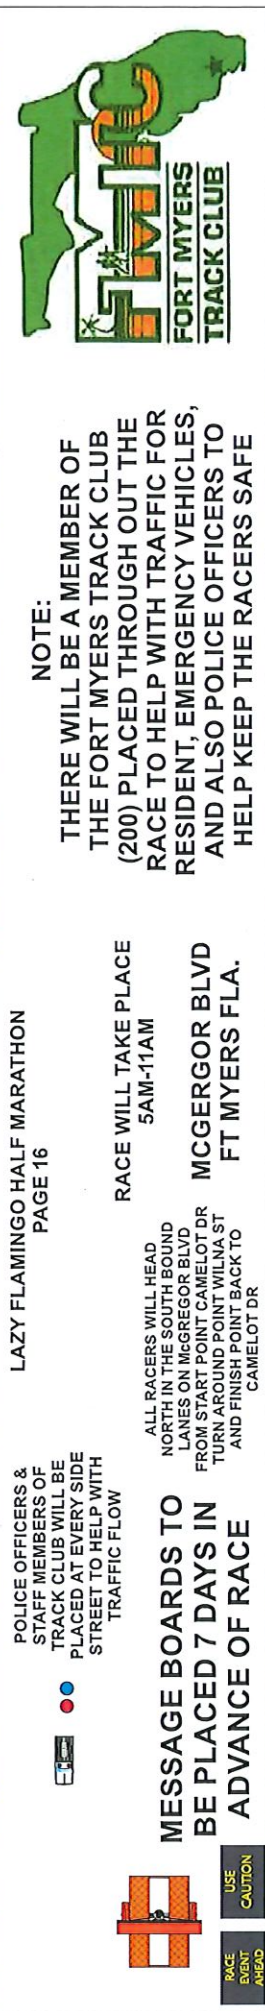 RACE
EVENT
AHEAD
USE
CAUTION
MESSAGE BOARDS TO
BE PLACED 7 DAYS IN
ADVANCE OF RACE
POLICE OFFICERS &
STAFF MEMBERS OF
TRACK CLUB WILL BE
PLACED AT EVERY SIDE
STREET TO HELP WITH
TRAFFIC FLOW
ALL RACERS WILL HEAD
NORTH IN THE SOUTH BOUND
LANES ON McGREGOR BLVD
FROM START POINT CAMELOT DR
TURN AROUND POINT WILNA ST
AND FINISH POINT BACK TO
CAMELOT DR
LAZY FLAMINGO HALF MARATHON
PAGE 16
RACE WILL TAKE PLACE
5AM-11AM
MCGERGOR BLVD
FT MYERS FLA.
NOTE:
THERE WILL BE A MEMBER OF
THE FORT MYERS TRACK CLUB
(200) PLACED THROUGH OUT THE
RACE TO HELP WITH TRAFFIC FOR
RESIDENT, EMERGENCY VEHICLES,
AND ALSO POLICE OFFICERS TO
HELP KEEP THE RACERS SAFE
FMTC
FORT MYERS
TRACK CLUB